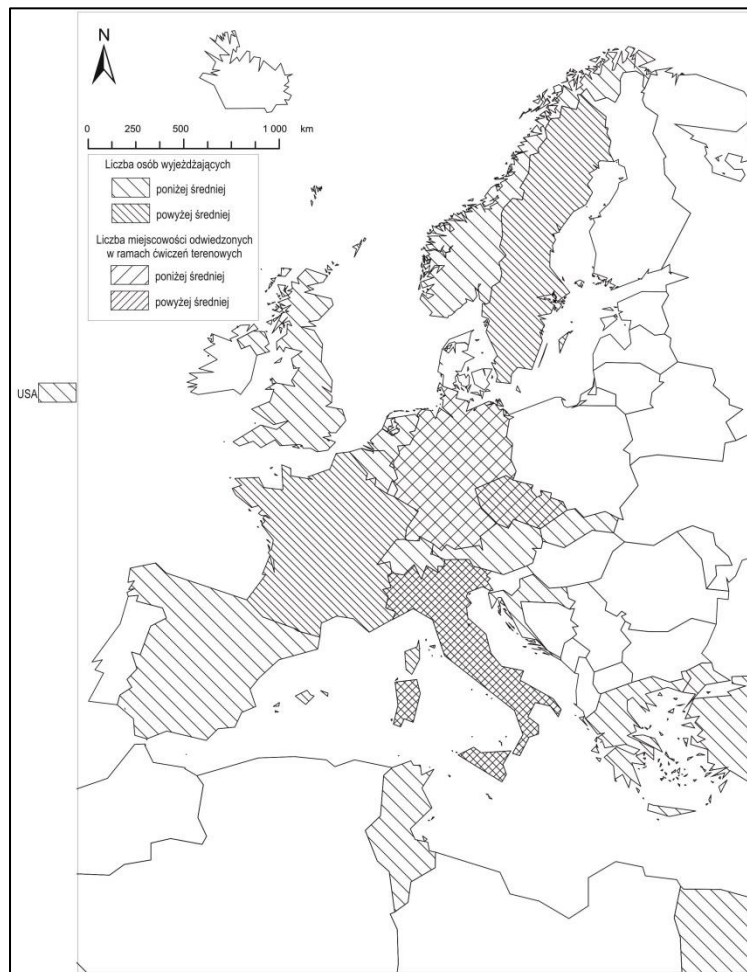 N
0 250 500 1 000 km
Liczba osób wyjeżdżających
poniżej średniej
powyżej średniej
Liczba miejscowości odwiedzonych
w ramach ćwiczeń terenowych
poniżej średniej
powyżej średniej
USA